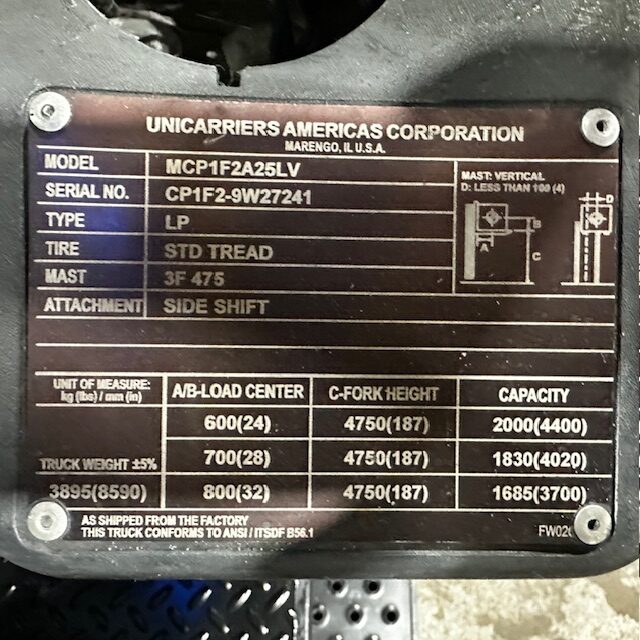 UNICARRIERS AMERICAS CORPORATION
MARENGO, IL U.S.A.
MODEL MCP1F2A25LV
SERIAL NO. CP1F2-9W27241
TYPE LP
TIRE STD TREAD
MAST 3F 475
ATTACHMENT SIDE SHIFT
MAST: VERTICAL
D: LESS THAN 100 (4)
D
B
A
C
UNIT OF MEASURE:
kg (lbs) / mm (in)
A/B-LOAD CENTER C-FORK HEIGHT CAPACITY
600(24) 4750(187) 2000(4400)
700(28) 4750(187) 1830(4020)
TRUCK WEIGHT ±5%
3895(8590) 800(32) 4750(187) 1685(3700)
AS SHIPPED FROM THE FACTORY
THIS TRUCK CONFORMS TO ANSI / ITSDF B56.1